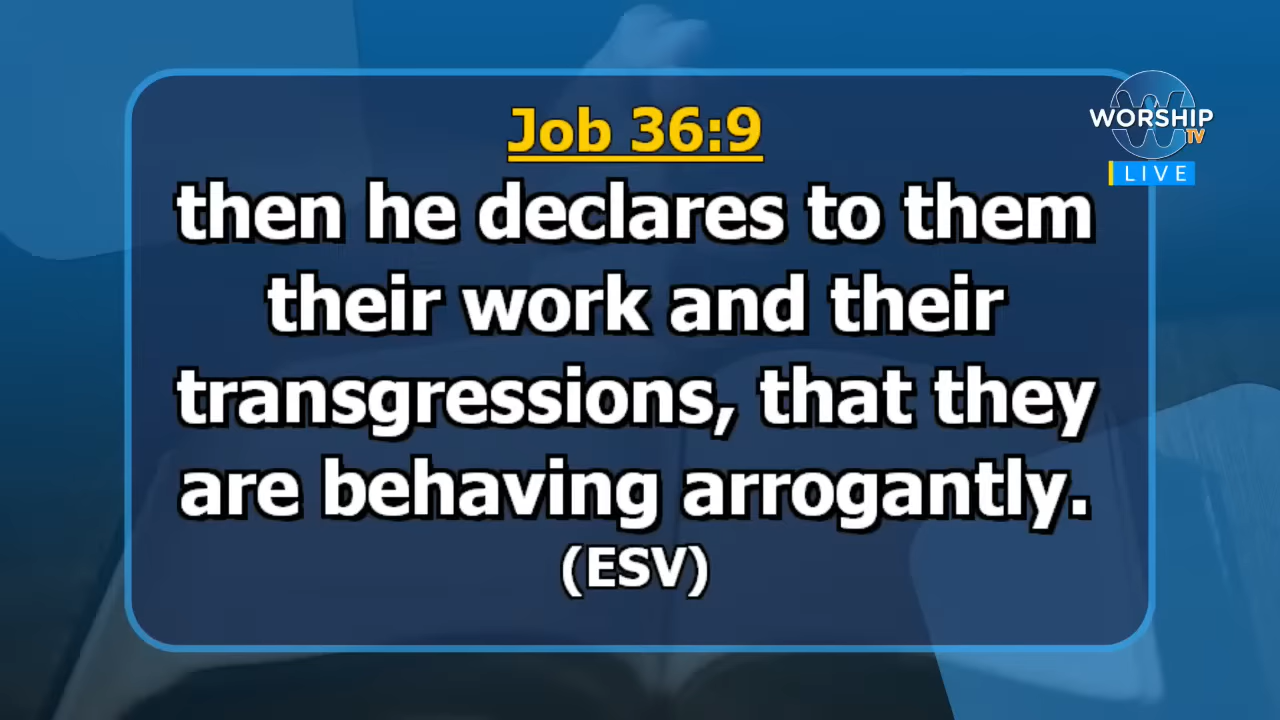 Job 36:9
then he declares to them
their work and their
transgressions, that they
are behaving arrogantly.
(ESV)
W
WORSHIP
TV
LIVE